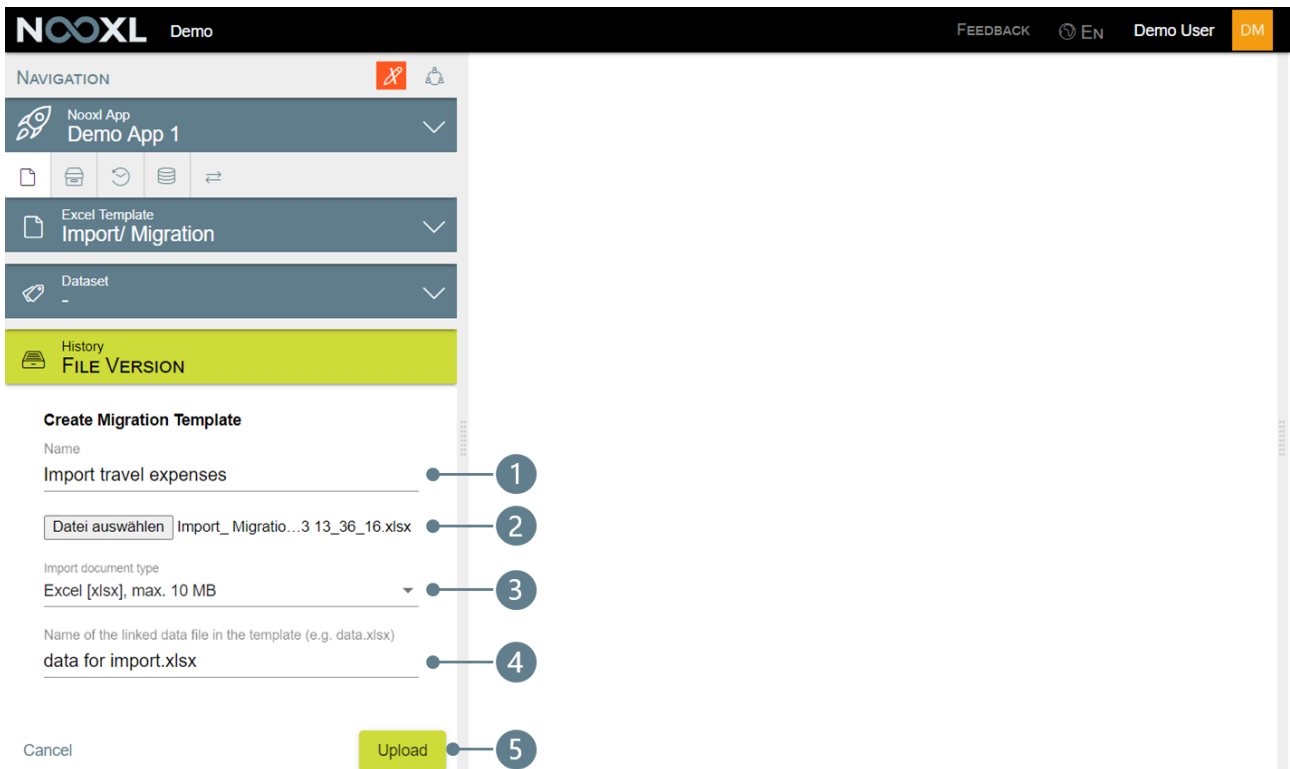 NOOXL Demo FEEDBACK EN Demo User DM
NAVIGATION
Nooxl App
Demo App 1
Excel Template
Import/ Migration
Dataset
-
History
FILE VERSION
Create Migration Template
Name
Import travel expenses
1
Datei auswählen Import_ Migratio...3 13_36_16.xlsx
2
Import document type
Excel [xlsx], max. 10 MB
3
Name of the linked data file in the template (e.g. data.xlsx)
data for import.xlsx
4
Cancel Upload
5